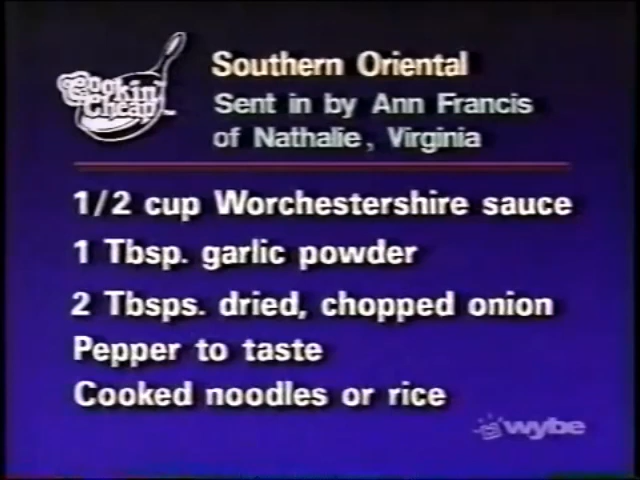 Cookin' Cheap
Southern Oriental
Sent in by Ann Francis
of Nathalie, Virginia
1/2 cup Worchestershire sauce
1 Tbsp. garlic powder
2 Tbsps. dried, chopped onion
Pepper to taste
Cooked noodles or rice
wybe